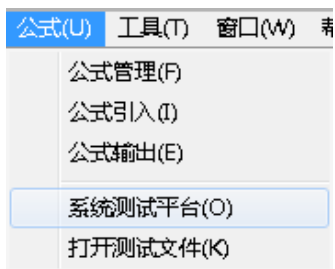 公式(U) 工具(T) 窗口(W)
公式管理(F)
公式引入(I)
公式输出(E)
系统测试平台(O)
打开测试文件(K)